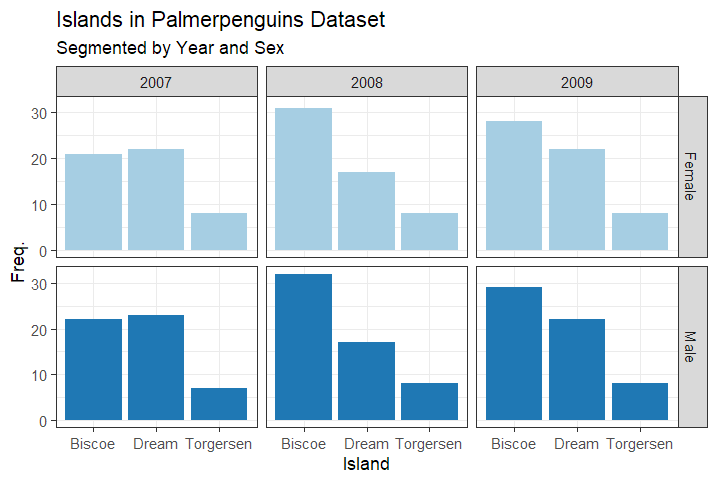 Islands in Palmerpenguins Dataset
Segmented by Year and Sex
2007 2008 2009
30
20
10
0
Female
Freq.
30
20
10
0
Male
Biscoe Dream Torgersen Biscoe Dream Torgersen Biscoe Dream Torgersen
Island